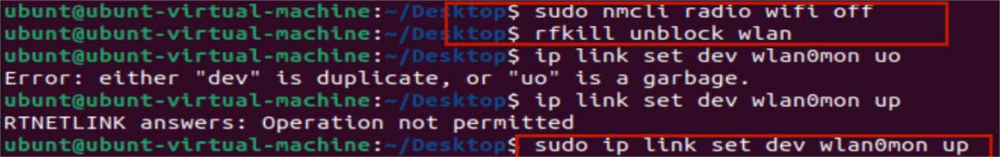 ubunt@ubunt-virtual-machine:~/Desktop$ sudo nmcli radio wifi off
ubunt@ubunt-virtual-machine:~/Desktop$ rfkill unblock wlan
ubunt@ubunt-virtual-machine:~/Desktop$ ip link set dev wlan0mon uo
Error: either "dev" is duplicate, or "uo" is a garbage.
ubunt@ubunt-virtual-machine:~/Desktop$ ip link set dev wlan0mon up
RTNETLINK answers: Operation not permitted
ubunt@ubunt-virtual-machine:~/Desktop$ sudo ip link set dev wlan0mon up